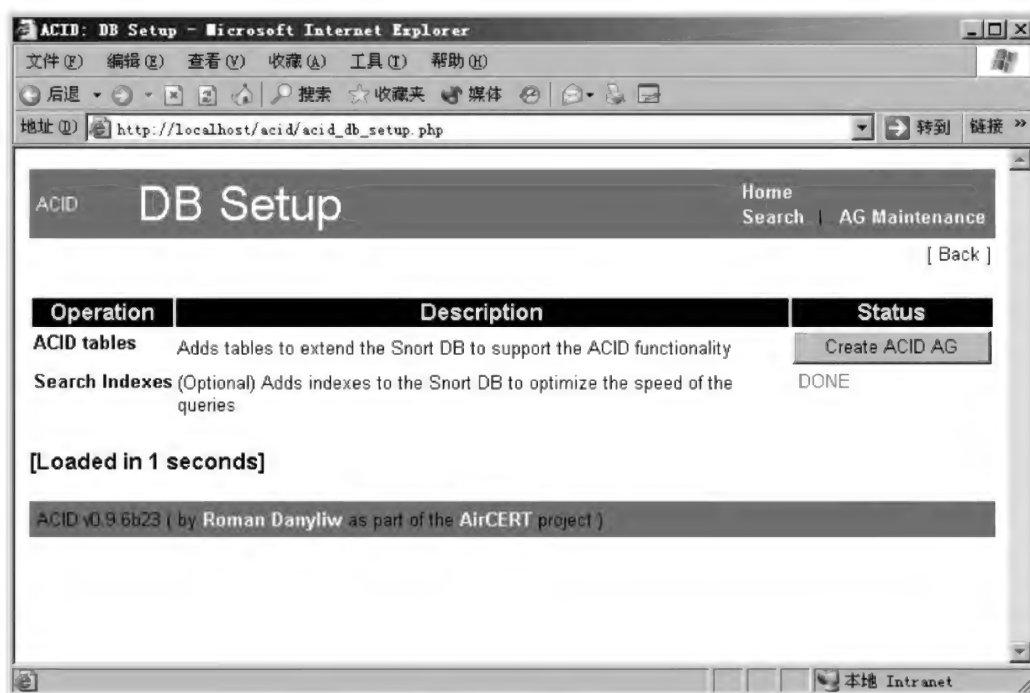 ACID: DB Setup - Microsoft Internet Explorer
文件(F) 编辑(E) 查看(V) 收藏(A) 工具(T) 帮助(H)
后退 搜索 收藏夹 媒体
地址(D) http://localhost/acid/acid_db_setup.php 转到 链接 »
ACID DB Setup
Home
Search | AG Maintenance
[ Back ]
Operation Description Status
ACID tables Adds tables to extend the Snort DB to support the ACID functionality Create ACID AG
Search Indexes (Optional) Adds indexes to the Snort DB to optimize the speed of the queries DONE
[Loaded in 1 seconds]
ACID v0.9.6b23 ( by Roman Danyliw as part of the AirCERT project )
本地 Intranet